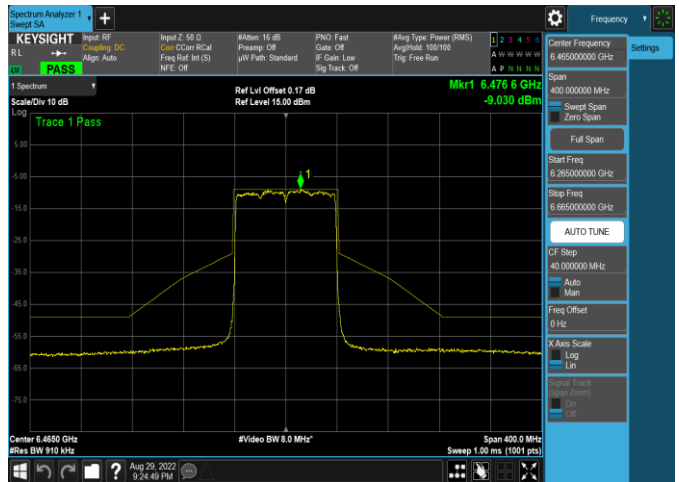 Spectrum Analyzer 1
Swept SA
+
Frequency
KEYSIGHT
R L
PASS
Input: RF
Coupling: DC
Align: Auto
Input Z: 50 Ω
Corr CCorr RCal
Freq Ref: Int (S)
NFE: Off
#Atten: 16 dB
Preamp: Off
µW Path: Standard
PNO: Fast
Gate: Off
IF Gain: Low
Sig Track: Off
#Avg Type: Power (RMS)
Avg|Hold: 100/100
Trig: Free Run
1 2 3 4 5 6
A W W W W W
A P N N N N
1 Spectrum
Scale/Div 10 dB
Log
Ref Lvl Offset 0.17 dB
Ref Level 15.00 dBm
Mkr1 6.476 6 GHz
-9.030 dBm
Trace 1 Pass
1
5.00
-5.00
-15.0
-25.0
-35.0
-45.0
-55.0
-65.0
-75.0
Center 6.4650 GHz
#Res BW 910 kHz
#Video BW 8.0 MHz*
Span 400.0 MHz
Sweep 1.00 ms (1001 pts)
Aug 29, 2022
9:24:49 PM
?
Settings
Center Frequency
6.465000000 GHz
Span
400.000000 MHz
Swept Span
Zero Span
Full Span
Start Freq
6.265000000 GHz
Stop Freq
6.665000000 GHz
AUTO TUNE
CF Step
40.000000 MHz
Auto
Man
Freq Offset
0 Hz
X Axis Scale
Log
Lin
Signal Track
(Span Zoom)
On
Off